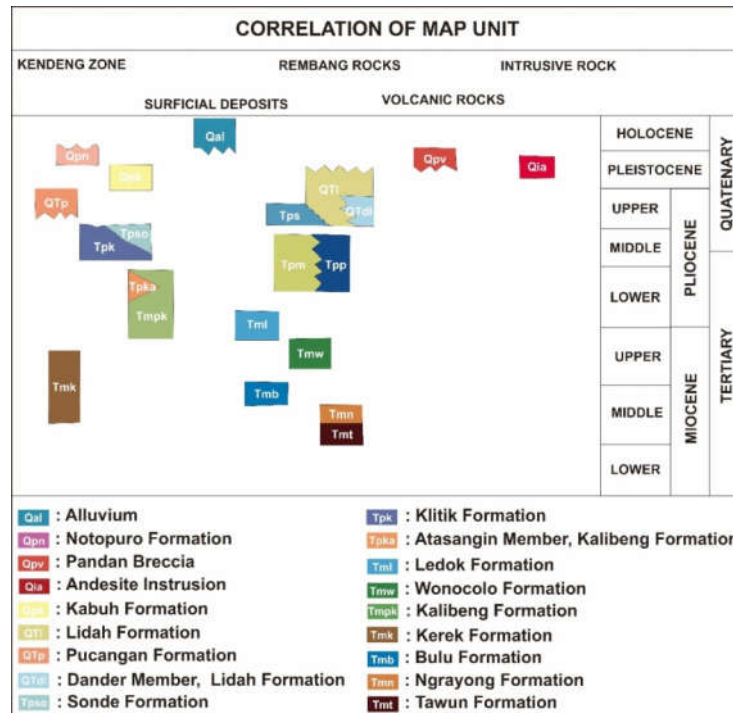 CORRELATION OF MAP UNIT
KENDENG ZONE REMBANG ROCKS INTRUSIVE ROCK
SURFICIAL DEPOSITS VOLCANIC ROCKS
Qal HOLOCENE
Qpn Qpv Qia PLEISTOCENE QUATENARY
QTl
QTp Tps QTdl UPPER
Tpso
Tpk MIDDLE PLIOCENE
Tpm Tpp
Tpka LOWER
Tmpk
Tml
Tmw UPPER TERTIARY
Tmk
Tmb MIDDLE MIOCENE
Tmn
Tmt
LOWER
Qal : Alluvium
Qpn : Notopuro Formation
Qpv : Pandan Breccia
Qia : Andesite Instrusion
: Kabuh Formation
QTl : Lidah Formation
QTp : Pucangan Formation
QTdl : Dander Member, Lidah Formation
Tpso : Sonde Formation
Tpk : Klitik Formation
Tpka : Atasangin Member, Kalibeng Formation
Tml : Ledok Formation
Tmw : Wonocolo Formation
Tmpk : Kalibeng Formation
Tmk : Kerek Formation
Tmb : Bulu Formation
Tmn : Ngrayong Formation
Tmt : Tawun Formation